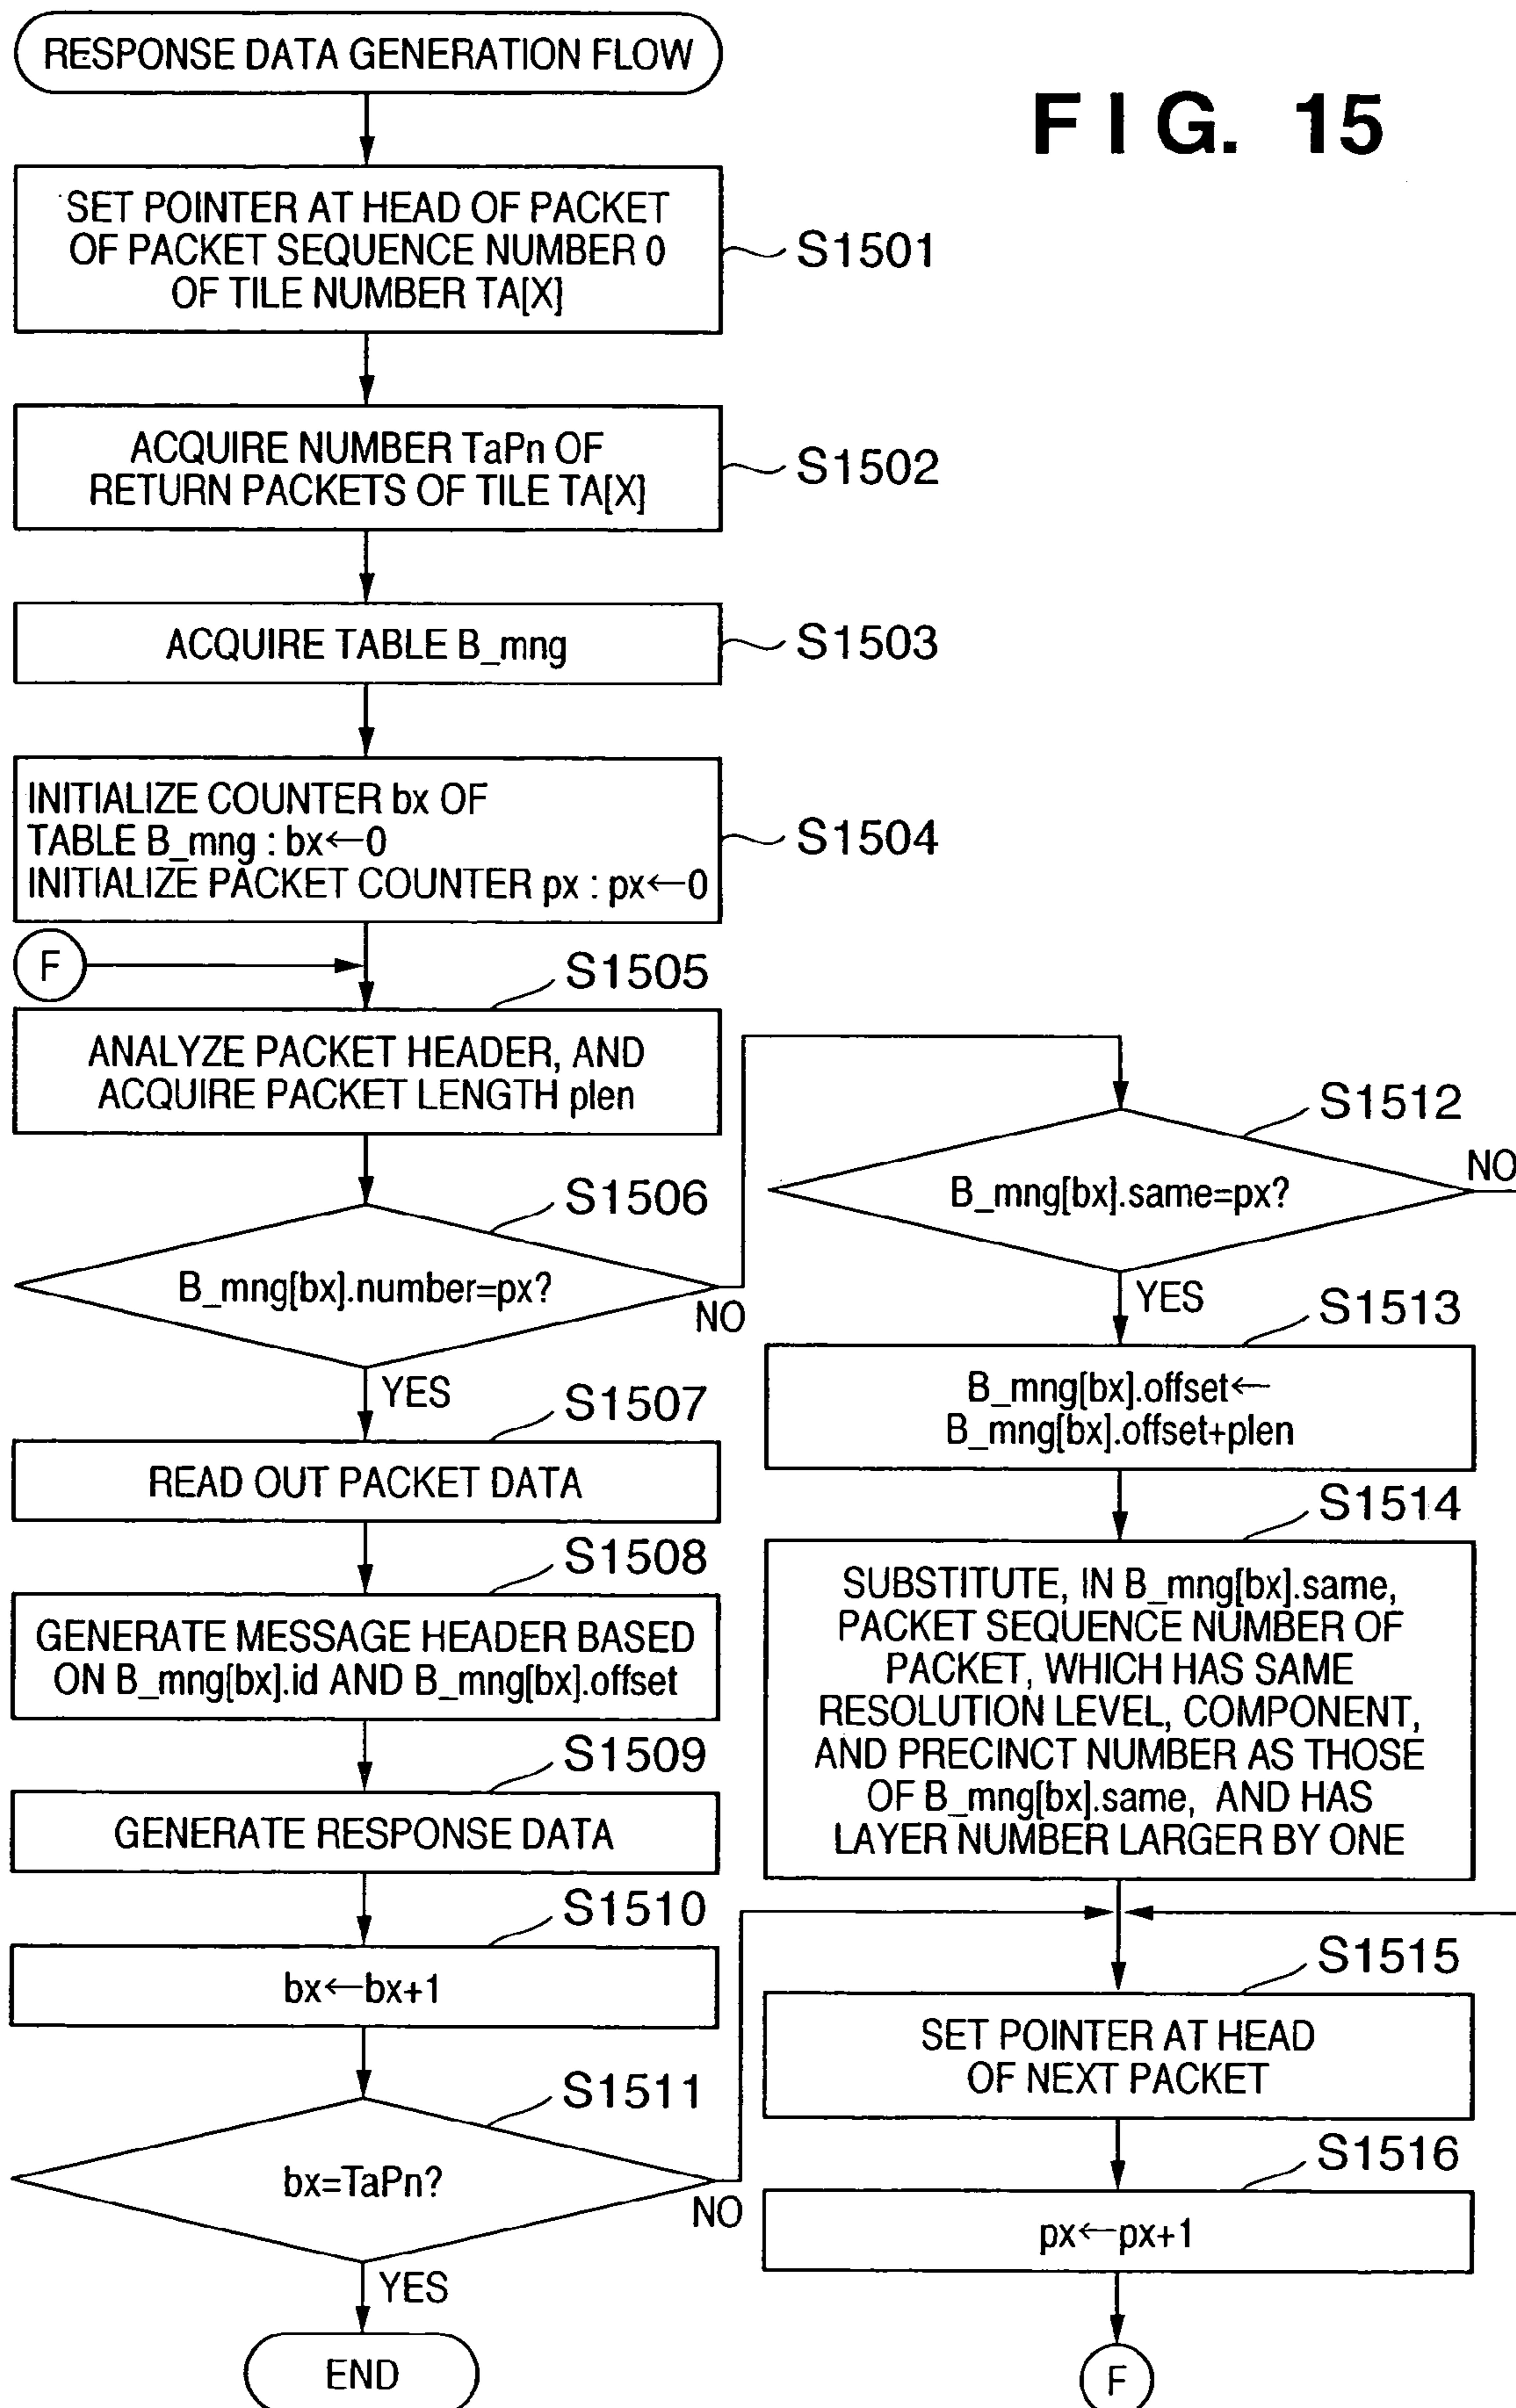 RESPONSE DATA GENERATION FLOW
FIG. 15
SET POINTER AT HEAD OF PACKET
OF PACKET SEQUENCE NUMBER 0
OF TILE NUMBER TA[X]
S1501
ACQUIRE NUMBER TaPn OF
RETURN PACKETS OF TILE TA[X]
S1502
ACQUIRE TABLE B_mng
S1503
INITIALIZE COUNTER bx OF
TABLE B_mng : bx←0
INITIALIZE PACKET COUNTER px : px←0
S1504
F
S1505
ANALYZE PACKET HEADER, AND
ACQUIRE PACKET LENGTH plen
S1506
B_mng[bx].number=px?
NO
YES
S1507
READ OUT PACKET DATA
S1508
GENERATE MESSAGE HEADER BASED
ON B_mng[bx].id AND B_mng[bx].offset
S1509
GENERATE RESPONSE DATA
S1510
bx←bx+1
S1511
bx=TaPn?
NO
YES
END
S1512
B_mng[bx].same=px?
NO
YES
S1513
B_mng[bx].offset←
B_mng[bx].offset+plen
S1514
SUBSTITUTE, IN B_mng[bx].same,
PACKET SEQUENCE NUMBER OF
PACKET, WHICH HAS SAME
RESOLUTION LEVEL, COMPONENT,
AND PRECINCT NUMBER AS THOSE
OF B_mng[bx].same, AND HAS
LAYER NUMBER LARGER BY ONE
S1515
SET POINTER AT HEAD
OF NEXT PACKET
S1516
px←px+1
F